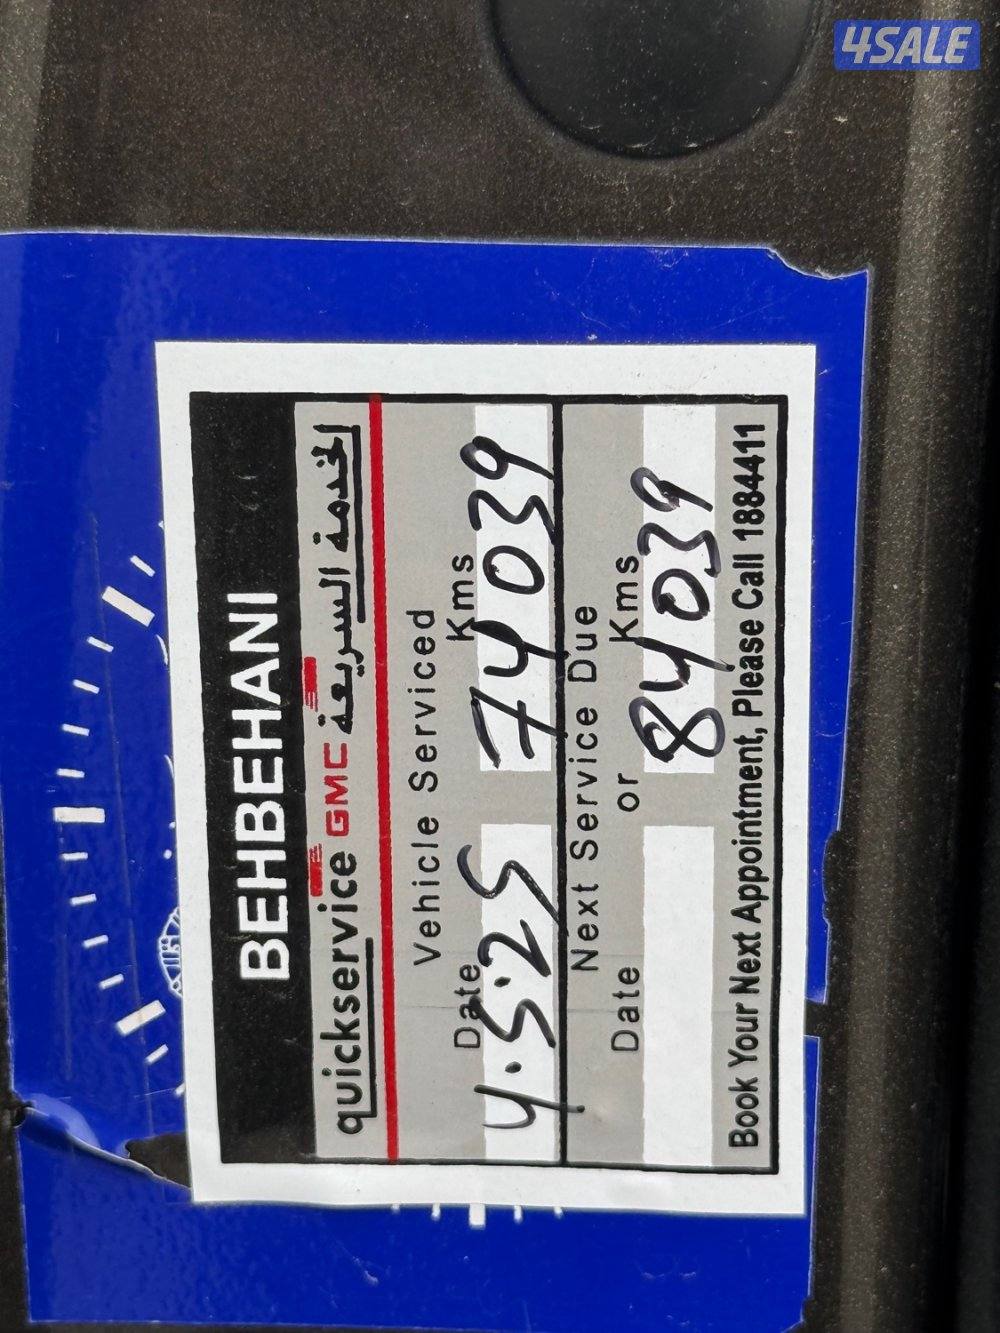 4SALE
BEHBEHANI
quickservice GMC الخدمة السريعة
Vehicle Serviced
Date Kms
4.5.25 74039
Next Service Due
Date or Kms
84039
Book Your Next Appointment, Please Call 1884411